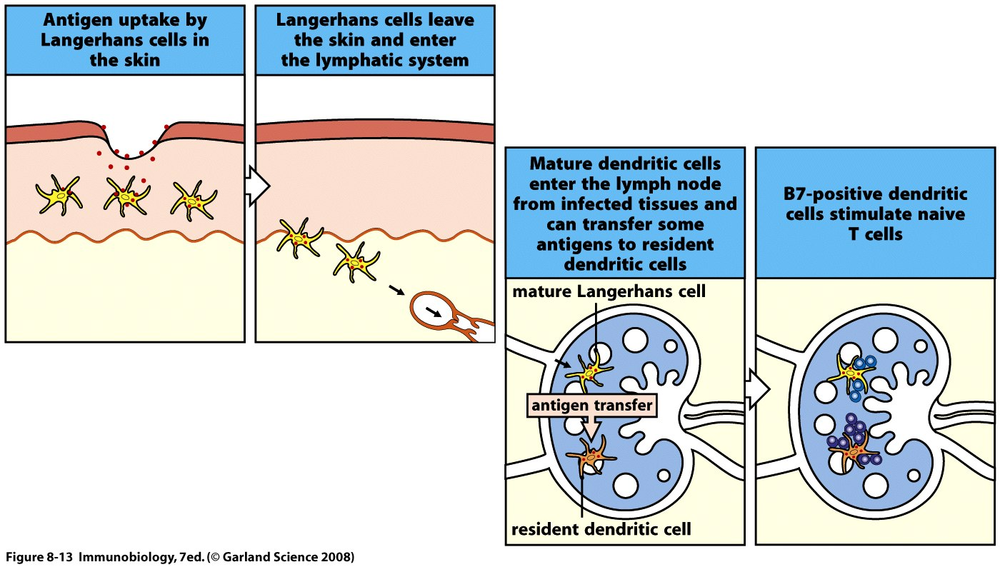 Antigen uptake by
Langerhans cells in
the skin
Langerhans cells leave
the skin and enter
the lymphatic system
Mature dendritic cells
enter the lymph node
from infected tissues and
can transfer some
antigens to resident
dendritic cells
mature Langerhans cell
antigen transfer
resident dendritic cell
B7-positive dendritic
cells stimulate naive
T cells
Figure 8-13 Immunobiology, 7ed. (© Garland Science 2008)